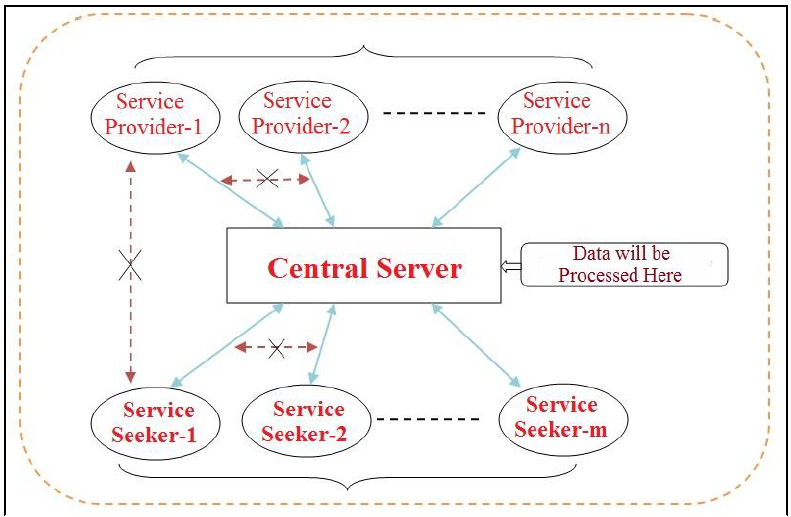 Service
Provider-1
Service
Provider-2
Service
Provider-n
Central Server
Data will be
Processed Here
Service
Seeker-1
Service
Seeker-2
Service
Seeker-m